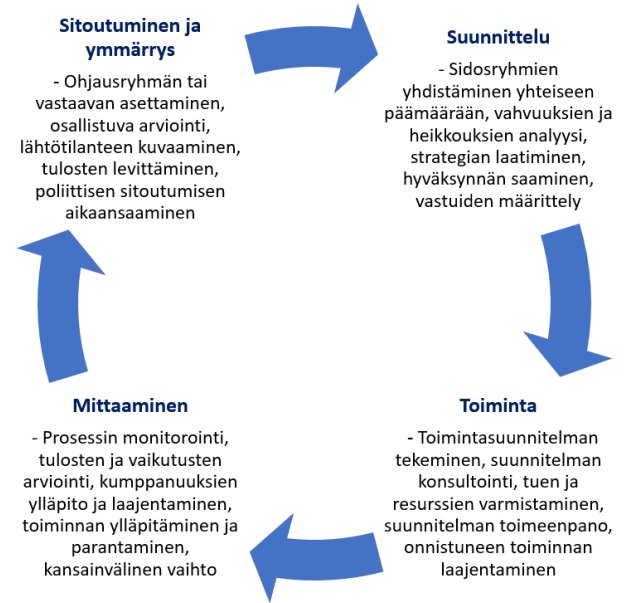 Sitoutuminen ja
ymmärrys
- Ohjausryhmän tai
vastaavan asettaminen,
osallistuva arviointi,
lähtötilanteen kuvaaminen,
tulosten levittäminen,
poliittisen sitoutumisen
aikaansaaminen
Suunnittelu
- Sidosryhmien
yhdistäminen yhteiseen
päämäärään, vahvuuksien ja
heikkouksien analyysi,
strategian laatiminen,
hyväksynnän saaminen,
vastuiden määrittely
Toiminta
- Toimintasuunnitelman
tekeminen, suunnitelman
konsultointi, tuen ja
resurssien varmistaminen,
suunnitelman toimeenpano,
onnistuneen toiminnan
laajentaminen
Mittaaminen
- Prosessin monitorointi,
tulosten ja vaikutusten
arviointi, kumppanuuksien
ylläpito ja laajentaminen,
toiminnan ylläpitäminen ja
parantaminen,
kansainvälinen vaihto